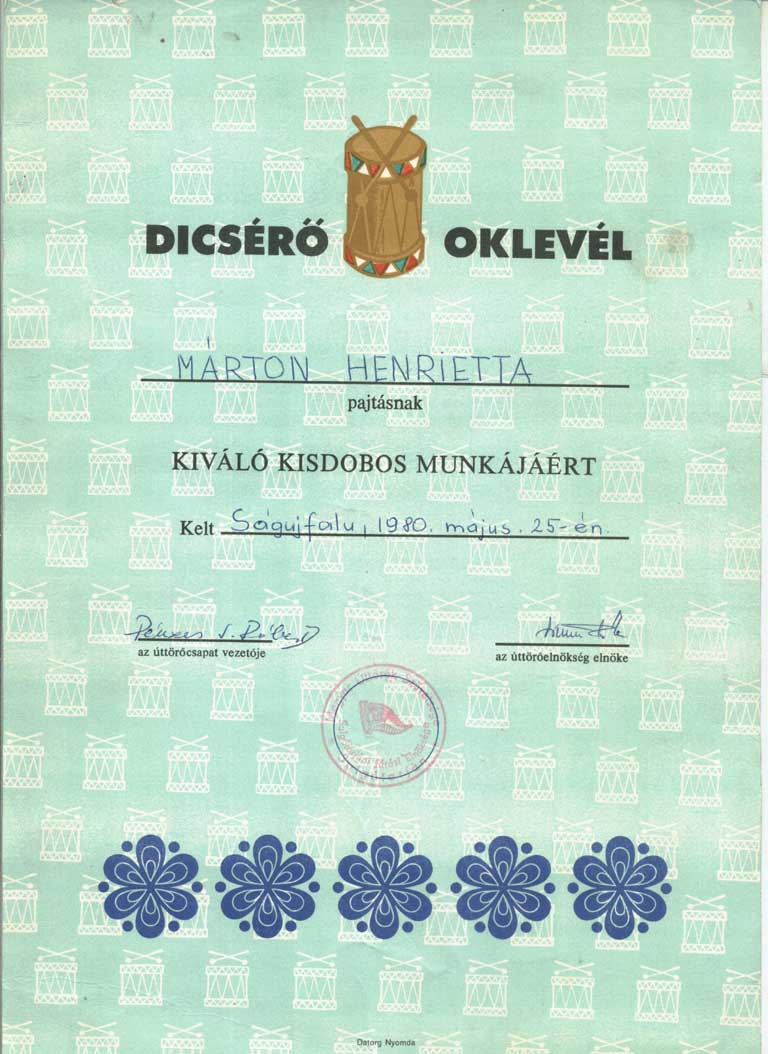 DICSÉRŐ OKLEVÉL
MÁRTON HENRIETTA
pajtásnak
KIVÁLÓ KISDOBOS MUNKÁJÁÉRT
Kelt Ságujfalu, 1980. május. 25-én.
az úttörőcsapat vezetője
az úttörőelnökség elnöke
Datorg Nyomda